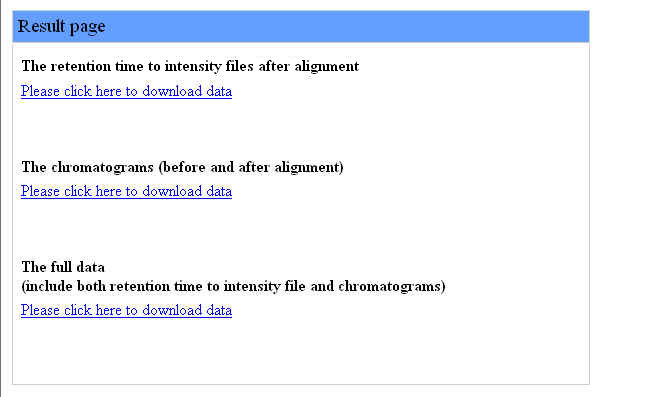 Result page
The retention time to intensity files after alignment
Please click here to download data
The chromatograms (before and after alignment)
Please click here to download data
The full data
(include both retention time to intensity file and chromatograms)
Please click here to download data